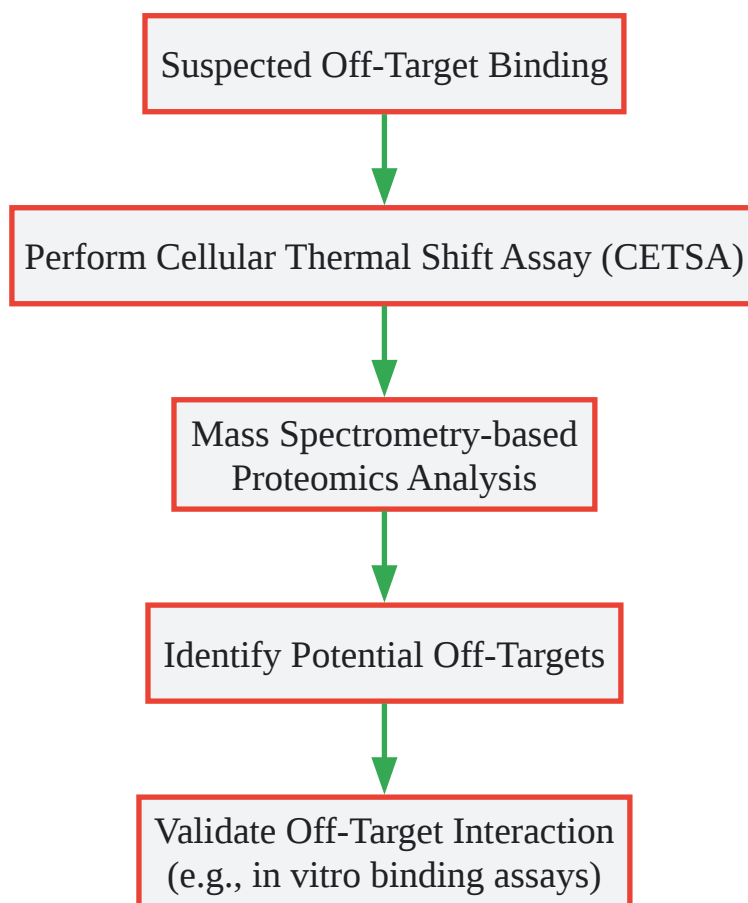 Suspected Off-Target Binding
Perform Cellular Thermal Shift Assay (CETSA)
Mass Spectrometry-based
Proteomics Analysis
Identify Potential Off-Targets
Validate Off-Target Interaction
(e.g., in vitro binding assays)